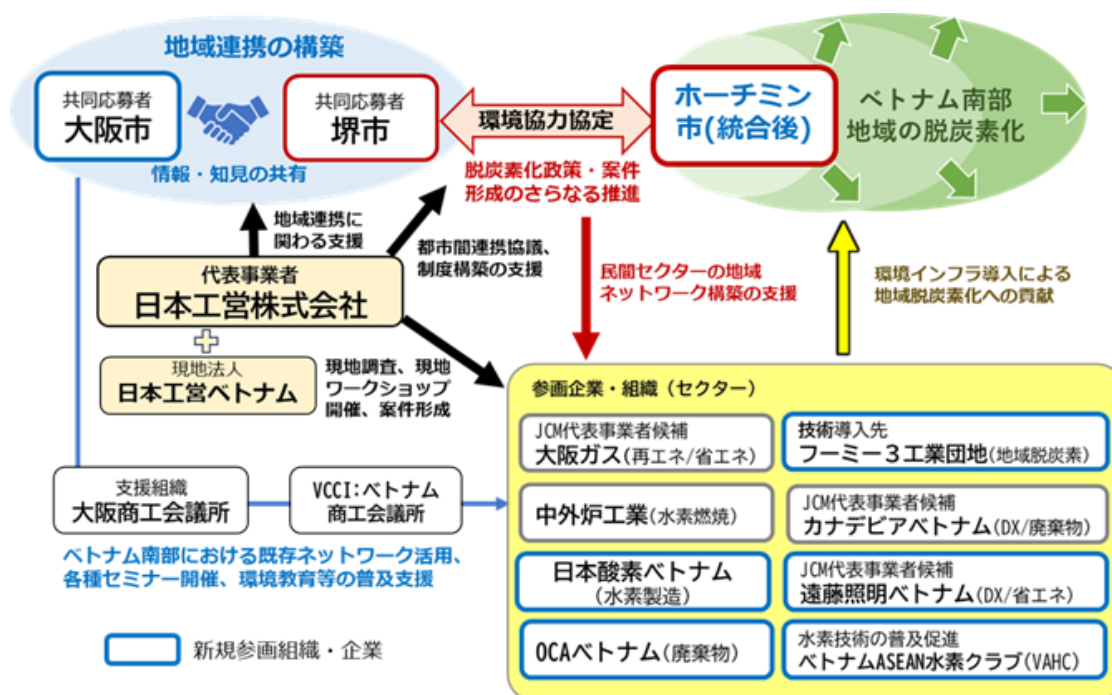 地域連携の構築
共同応募者
大阪市
共同応募者
堺市
情報・知見の共有
環境協力協定
脱炭素化政策・案件
形成のさらなる推進
ホーチミン
市(統合後)
ベトナム南部
地域の脱炭素化
地域連携に
関わる支援
都市間連携協議、
制度構築の支援
民間セクターの地域
ネットワーク構築の支援
環境インフラ導入による
地域脱炭素化への貢献
代表事業者
日本工営株式会社
現地法人
日本工営ベトナム
現地調査、現地
ワークショップ
開催、案件形成
支援組織
大阪商工会議所
VCCI:ベトナム
商工会議所
ベトナム南部における既存ネットワーク活用、
各種セミナー開催、環境教育等の普及支援
新規参画組織・企業
参画企業・組織(セクター)
JCM代表事業者候補
大阪ガス(再エネ/省エネ)
技術導入先
フーミー3工業団地(地域脱炭素)
中外炉工業(水素燃焼)
JCM代表事業者候補
カナデビアベトナム(DX/廃棄物)
日本酸素ベトナム
(水素製造)
JCM代表事業者候補
遠藤照明ベトナム(DX/省エネ)
OCAベトナム(廃棄物)
水素技術の普及促進
ベトナムASEAN水素クラブ(VAHC)